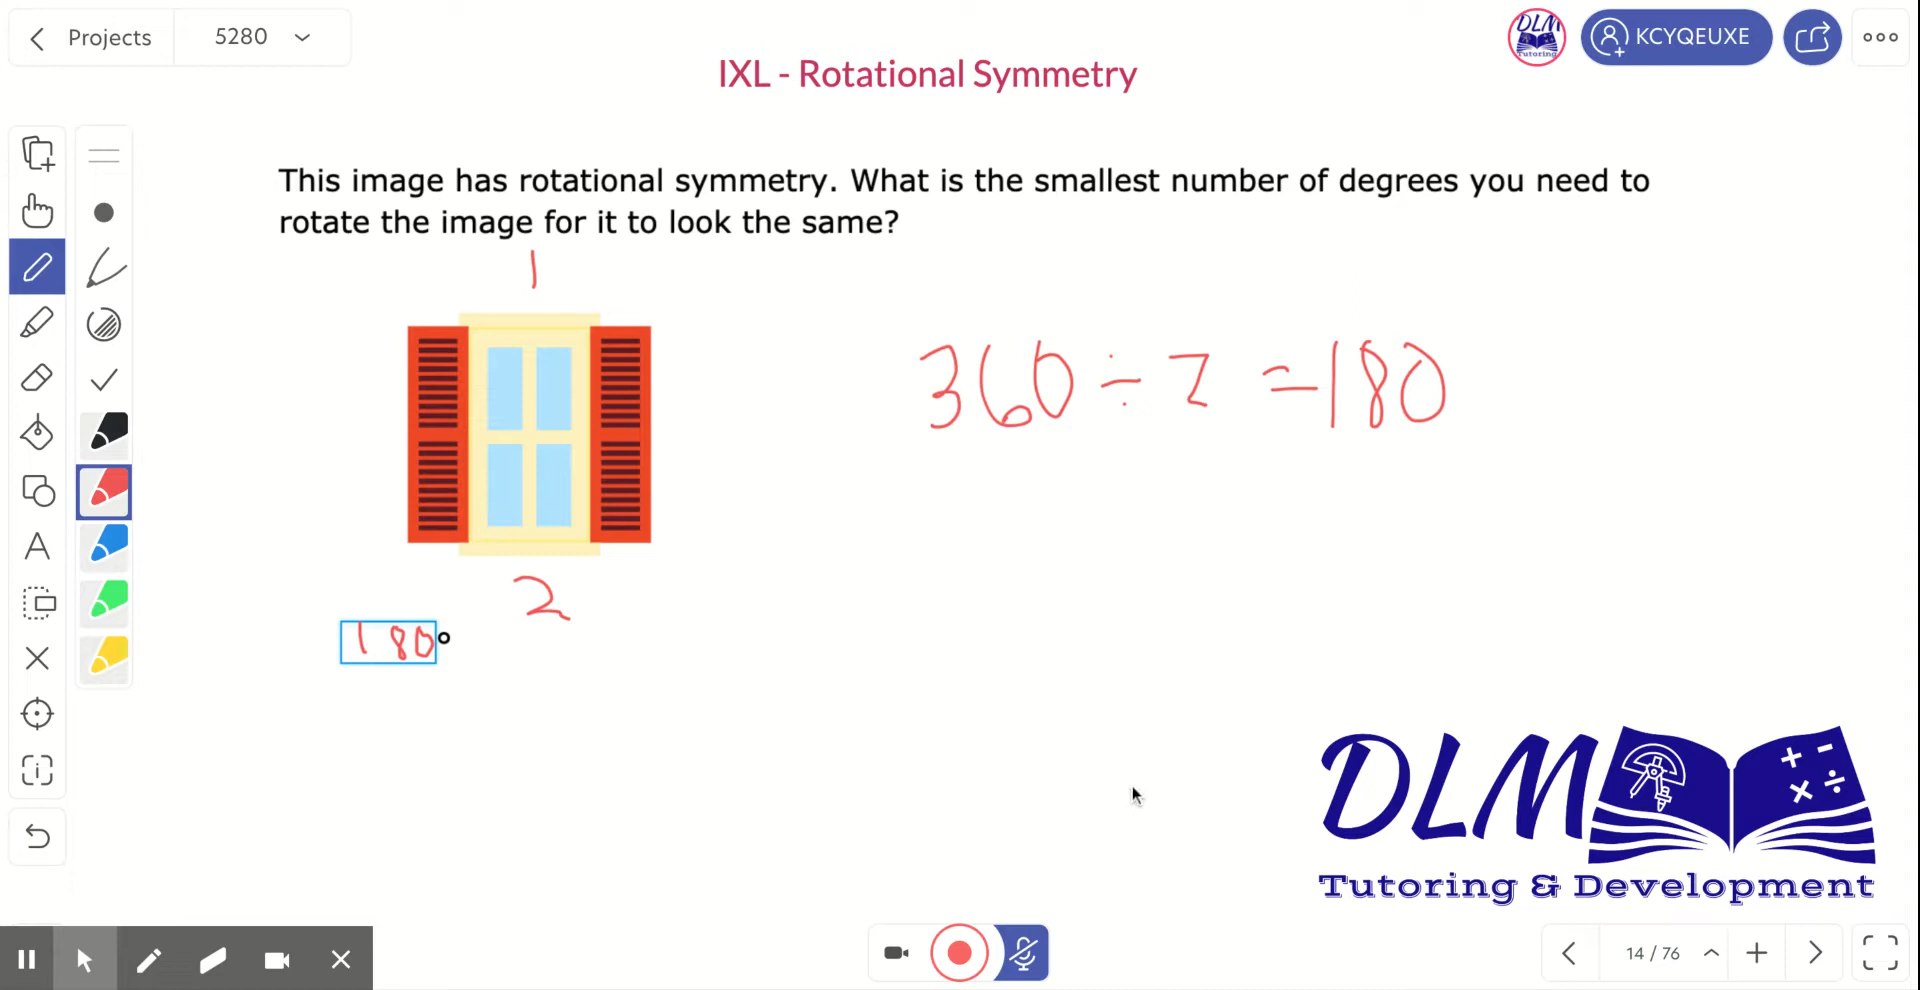 Projects
5280
DLM
Tutoring
KCYQEUXE
IXL - Rotational Symmetry
This image has rotational symmetry. What is the smallest number of degrees you need to
rotate the image for it to look the same?
1
360 ÷ 2 = 180
2
180°
A
DLM
+ -
× ÷
Tutoring & Development
14 / 76